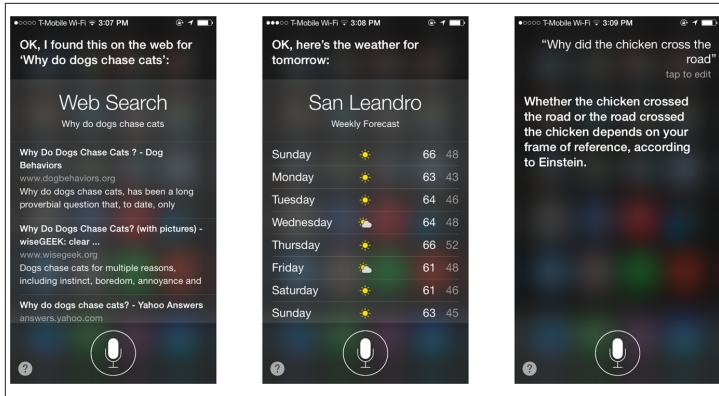 T-Mobile Wi-Fi 3:07 PM
OK, I found this on the web for
‘Why do dogs chase cats’:
Web Search
Why do dogs chase cats
Why Do Dogs Chase Cats ? - Dog
Behaviors
www.dogbehaviors.org
Why do dogs chase cats, has been a long
proverbial question that, to date, only
Why Do Dogs Chase Cats? (with pictures) -
wiseGEEK: clear ...
www.wisegeek.org
Dogs chase cats for multiple reasons,
including instinct, boredom, annoyance and
Why do dogs chase cats? - Yahoo Answers
answers.yahoo.com
?
T-Mobile Wi-Fi 3:08 PM
OK, here’s the weather for
tomorrow:
San Leandro
Weekly Forecast
Sunday 66 48
Monday 63 43
Tuesday 64 46
Wednesday 64 48
Thursday 66 52
Friday 61 48
Saturday 61 46
Sunday 63 45
?
T-Mobile Wi-Fi 3:09 PM
“Why did the chicken cross the
road”
tap to edit
Whether the chicken crossed
the road or the road crossed
the chicken depends on your
frame of reference, according
to Einstein.
?